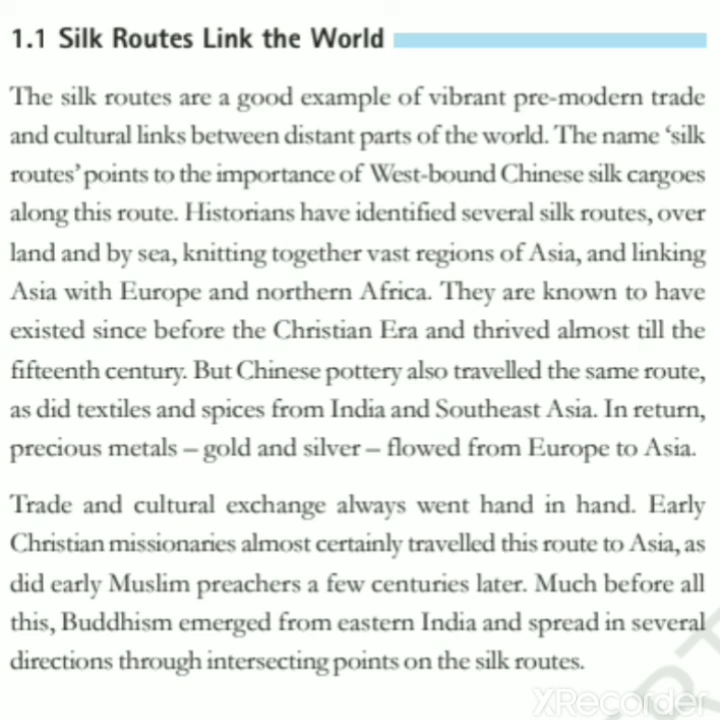 1.1 Silk Routes Link the World
The silk routes are a good example of vibrant pre-modern trade
and cultural links between distant parts of the world. The name ‘silk
routes’ points to the importance of West-bound Chinese silk cargoes
along this route. Historians have identified several silk routes, over
land and by sea, knitting together vast regions of Asia, and linking
Asia with Europe and northern Africa. They are known to have
existed since before the Christian Era and thrived almost till the
fifteenth century. But Chinese pottery also travelled the same route,
as did textiles and spices from India and Southeast Asia. In return,
precious metals – gold and silver – flowed from Europe to Asia.
Trade and cultural exchange always went hand in hand. Early
Christian missionaries almost certainly travelled this route to Asia, as
did early Muslim preachers a few centuries later. Much before all
this, Buddhism emerged from eastern India and spread in several
directions through intersecting points on the silk routes.
XRecorder